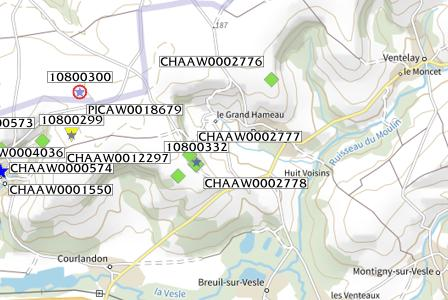 187
CHAAW0002776
Ventelay
le Moncet
10800300
PICAW0018679
le Grand Hameau
0573
10800299
CHAAW0002777
Ruisseau du Moulin
W0004036
CHAAW0012297
10800332
CHAAW0000574
Huit Voisins
CHAAW0001550
CHAAW0002778
Courlandon
la Vesle
Breuil-sur-Vesle
Montigny-sur-Vesle
les Venteaux